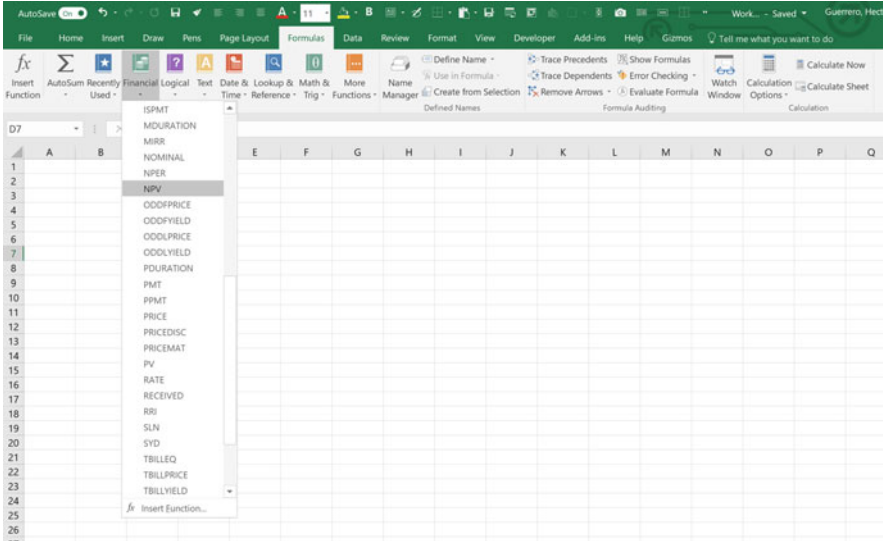 AutoSave On 11 B Work... - Saved Guerrero, Hect
File Home Insert Draw Pens Page Layout Formulas Data Review Format View Developer Add-ins Help Gizmos Tell me what you want to do
fx Σ ? A θ
Insert Function
AutoSum
Recently Used
Financial
Logical
Text
Date & Time
Lookup & Reference
Math & Trig
More Functions
Name Manager
Define Name
Use in Formula
Create from Selection
Defined Names
Trace Precedents
Trace Dependents
Remove Arrows
Show Formulas
Error Checking
Evaluate Formula
Formula Auditing
Watch Window
Calculation Options
Calculate Now
Calculate Sheet
Calculation
D7
A B E F G H I J K L M N O P Q
ISPMT
MDURATION
MIRR
NOMINAL
NPER
NPV
ODDFPRICE
ODDFYIELD
ODDLPRICE
ODDLYIELD
PDURATION
PMT
PPMT
PRICE
PRICEDISC
PRICEMAT
PV
RATE
RECEIVED
RRI
SLN
SYD
TBILLEQ
TBILLPRICE
TBILLYIELD
fx Insert Function...
1
2
3
4
5
6
7
8
9
10
11
12
13
14
15
16
17
18
19
20
21
22
23
24
25
26